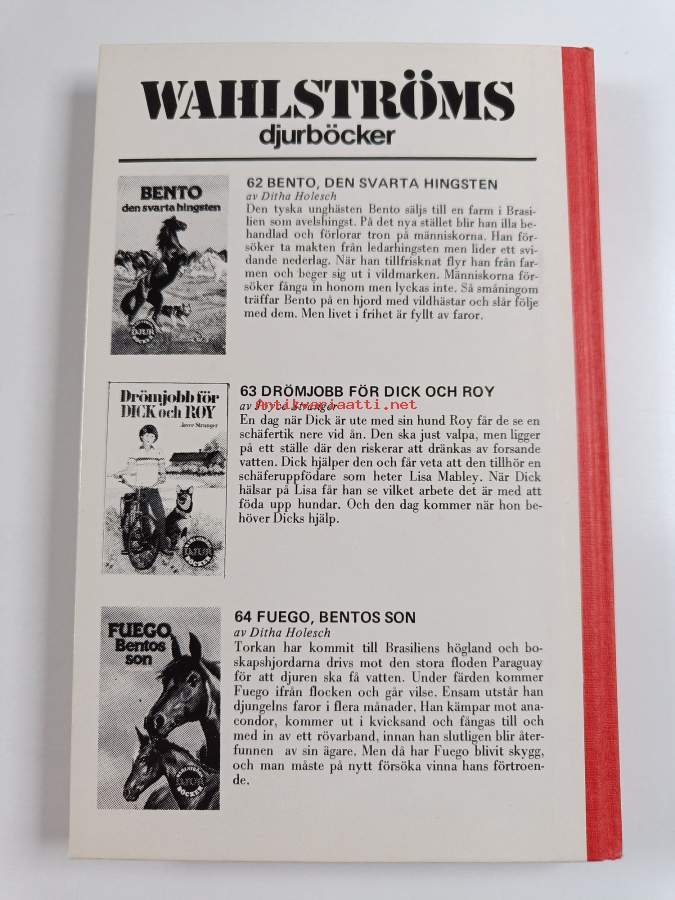 WAHLSTRÖMS
djurböcker
BENTO
den svarta hingsten
DJUR
BÖCKER
62 BENTO, DEN SVARTA HINGSTEN
av Ditha Holesch
Den tyska unghästen Bento säljs till en farm i Brasi-
lien som avelshingst. På det nya stället blir han illa be-
handlad och förlorar tron på människorna. Han för-
söker ta makten från ledarhingsten men lider ett svi-
dande nederlag. När han tillfrisknat flyr han från far-
men och beger sig ut i vildmarken. Människorna för-
söker fånga in honom men lyckas inte. Så småningom
träffar Bento på en hjord med vildhästar och slår följe
med dem. Men livet i frihet är fyllt av faror.
Drömjobb för
DICK och ROY
Joyce Stranger
DJUR
BÖCKER
63 DRÖMJOBB FÖR DICK OCH ROY
av Joyce Stranger
Antikvariaatti.net
En dag när Dick är ute med sin hund Roy får de se en
schäfertik nere vid ån. Den ska just valpa, men ligger
på ett ställe där den riskerar att dränkas av forsande
vatten. Dick hjälper den och får veta att den tillhör en
schäferuppfödare som heter Lisa Mabley. När Dick
hälsar på Lisa får han se vilket arbete det är med att
föda upp hundar. Och den dag kommer när hon be-
höver Dicks hjälp.
FUEGO,
Bentos
son
WAHLSTRÖMS
DJUR
BÖCKER
64 FUEGO, BENTOS SON
av Ditha Holesch
Torkan har kommit till Brasiliens högland och bo-
skapshjordarna drivs mot den stora floden Paraguay
för att djuren ska få vatten. Under färden kommer
Fuego ifrån flocken och går vilse. Ensam utstår han
djungelns faror i flera månader. Han kämpar mot ana-
condor, kommer ut i kvicksand och fångas till och
med in av ett rövarband, innan han slutligen blir åter-
funnen av sin ägare. Men då har Fuego blivit skygg,
och man måste på nytt försöka vinna hans förtroen-
de.